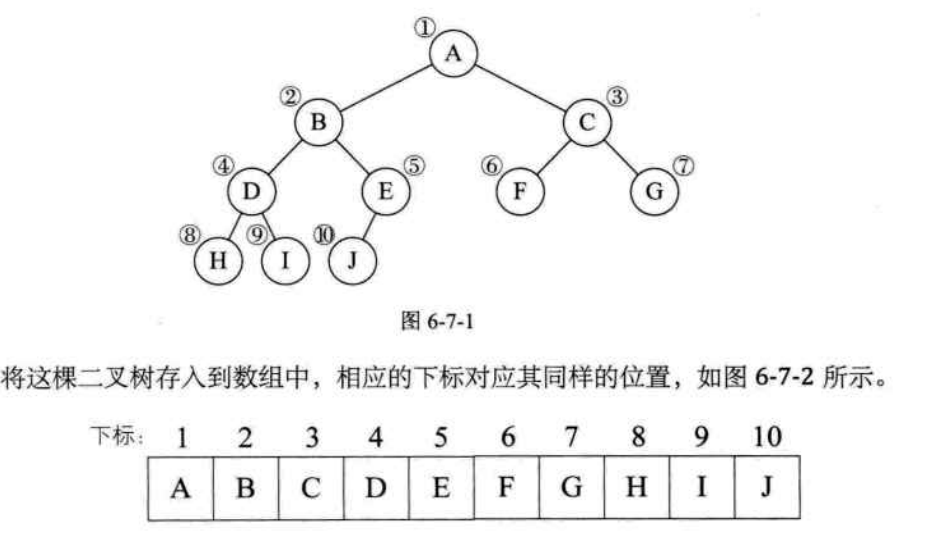 ① A
② B ③ C
④ D ⑤ E ⑥ F ⑦ G
⑧ H ⑨ I ⑩ J
图 6-7-1
将这棵二叉树存入到数组中，相应的下标对应其同样的位置，如图 6-7-2 所示。
下标： 1 2 3 4 5 6 7 8 9 10
A B C D E F G H I J